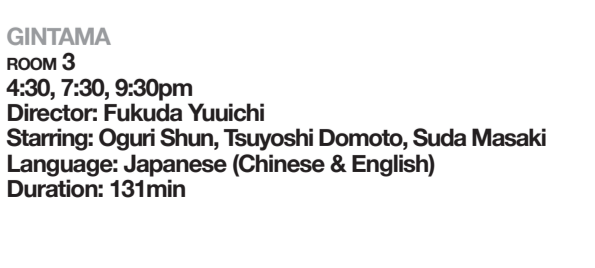 GINTAMA
ROOM 3
4:30, 7:30, 9:30pm
Director: Fukuda Yuuichi
Starring: Oguri Shun, Tsuyoshi Domoto, Suda Masaki
Language: Japanese (Chinese & English)
Duration: 131min